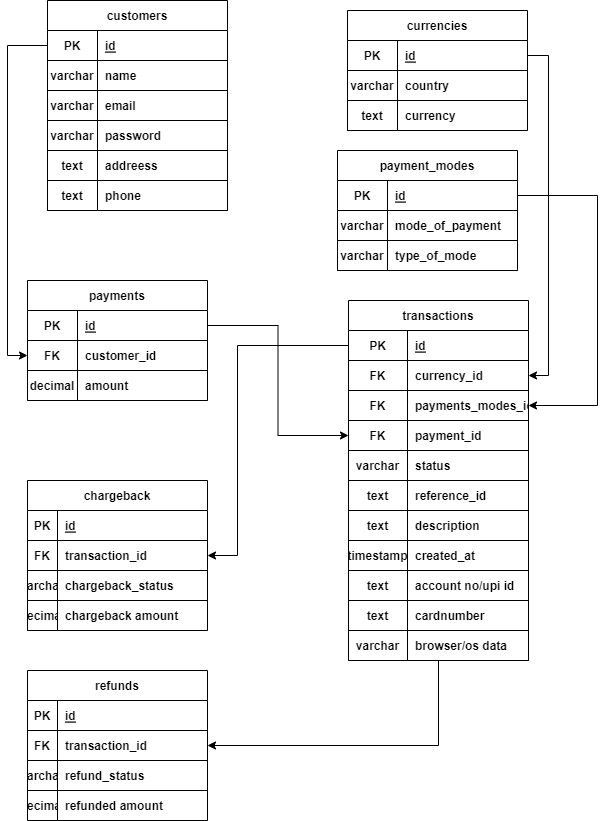 customers
PK id
varchar name
varchar email
varchar password
text addreess
text phone
currencies
PK id
varchar country
text currency
payment_modes
PK id
varchar mode_of_payment
varchar type_of_mode
payments
PK id
FK customer_id
decimal amount
transactions
PK id
FK currency_id
FK payments_modes_i
FK payment_id
varchar status
text reference_id
text description
timestamp created_at
text account no/upi id
text cardnumber
varchar browser/os data
chargeback
PK id
FK transaction_id
archa chargeback_status
ecima chargeback amount
refunds
PK id
FK transaction_id
archa refund_status
ecima refunded amount